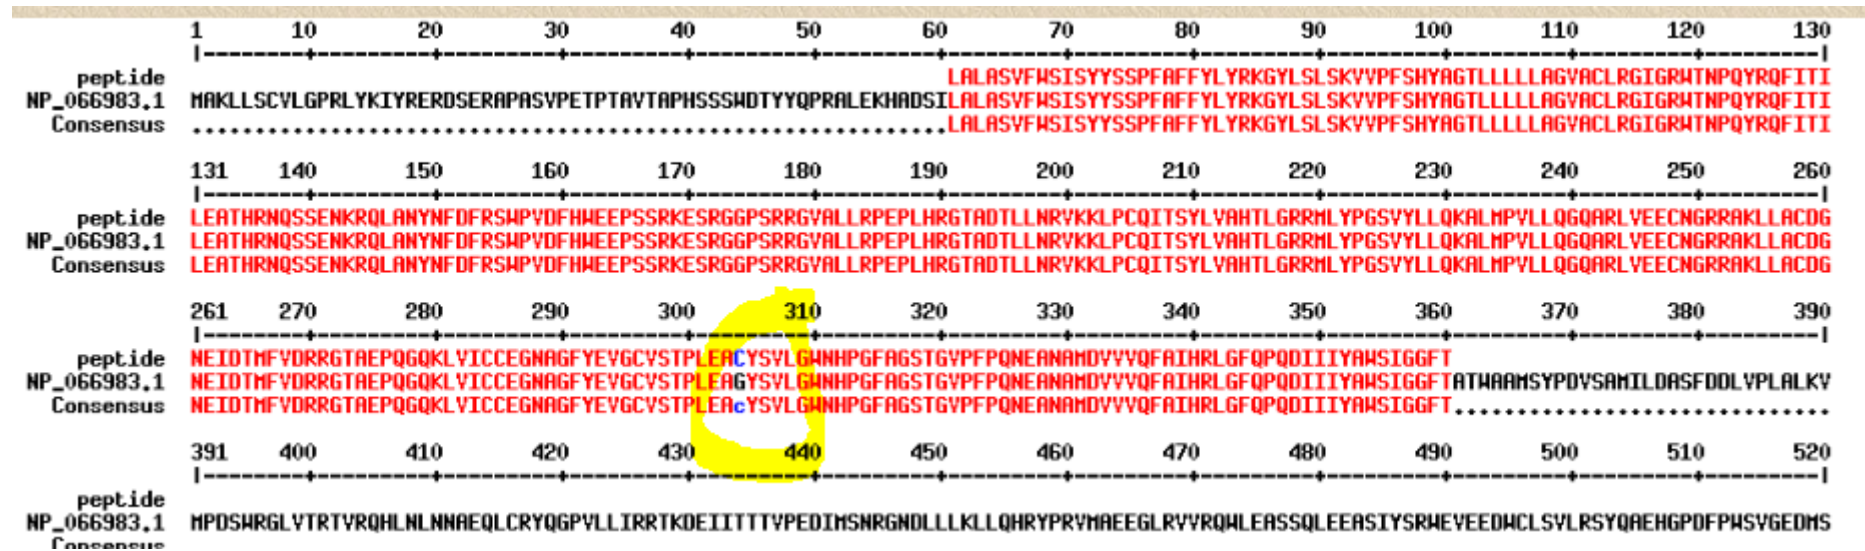 1 10 20 30 40 50 60 70 80 90 100 110 120 130
|--------+---------+---------+---------+---------+---------+---------+---------+---------+---------+---------+---------+---------|
peptide LALASVFWSISYYSSPFAFFYLYRKGYLSLSKVVPFSHYAGTLLLLLAGVACLRGIGRWTNPQYRQFITI
NP_066983.1 MAKLLSCVLGPRLYKIYRERDSERAPASVPETPTAVTAPHSSSWDTYYQPRALEKHADSILALASVFWSISYYSSPFAFFYLYRKGYLSLSKVVPFSHYAGTLLLLLAGVACLRGIGRWTNPQYRQFITI
Consensus ............................................................LALASVFWSISYYSSPFAFFYLYRKGYLSLSKVVPFSHYAGTLLLLLAGVACLRGIGRWTNPQYRQFITI
131 140 150 160 170 180 190 200 210 220 230 240 250 260
|--------+---------+---------+---------+---------+---------+---------+---------+---------+---------+---------+---------+---------|
peptide LEATHRNQSSENKRQLANYNFDFRSWPVDFHWEEPSSRKESRGGPSRRGVALLRPEPLHRGTADTLLNRVKKLPCQITSYLVAHTLGRRMLYPGSVYLLQKALMPVLLQGQARLVEECNGRRAKLLACDG
NP_066983.1 LEATHRNQSSENKRQLANYNFDFRSWPVDFHWEEPSSRKESRGGPSRRGVALLRPEPLHRGTADTLLNRVKKLPCQITSYLVAHTLGRRMLYPGSVYLLQKALMPVLLQGQARLVEECNGRRAKLLACDG
Consensus LEATHRNQSSENKRQLANYNFDFRSWPVDFHWEEPSSRKESRGGPSRRGVALLRPEPLHRGTADTLLNRVKKLPCQITSYLVAHTLGRRMLYPGSVYLLQKALMPVLLQGQARLVEECNGRRAKLLACDG
261 270 280 290 300 310 320 330 340 350 360 370 380 390
|--------+---------+---------+---------+---------+---------+---------+---------+---------+---------+---------+---------+---------|
peptide NEIDTMFVDRRGTAEPQGQKLVICCEGNAGFYEVGCVSTPLEACYSVLGWNHPGFAGSTGVPFPQNEANAMDVVVQFAIHRLGFQPQDIIIYAWSIGGFT
NP_066983.1 NEIDTMFVDRRGTAEPQGQKLVICCEGNAGFYEVGCVSTPLEAGYSVLGWNHPGFAGSTGVPFPQNEANAMDVVVQFAIHRLGFQPQDIIIYAWSIGGFTATWAAMSYPDVSAMILDASFDDLVPLALKV
Consensus NEIDTMFVDRRGTAEPQGQKLVICCEGNAGFYEVGCVSTPLEAcYSVLGWNHPGFAGSTGVPFPQNEANAMDVVVQFAIHRLGFQPQDIIIYAWSIGGFT..............................
391 400 410 420 430 440 450 460 470 480 490 500 510 520
|--------+---------+---------+---------+---------+---------+---------+---------+---------+---------+---------+---------+---------|
peptide
NP_066983.1 MPDSWRGLVTRTVRQHLNLNNAEQLCRYQGPVLLIRRTKDEIITTTVPEDIMSNRGNDLLLKLLQHRYPRVMAEEGLRVVRQWLEASSQLEEASIYSRWEVEEDWCLSVLRSYQAEHGPDFPWSVGEDMS
Consensus